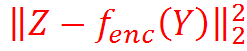 ‖Z − f_enc(Y)‖₂²